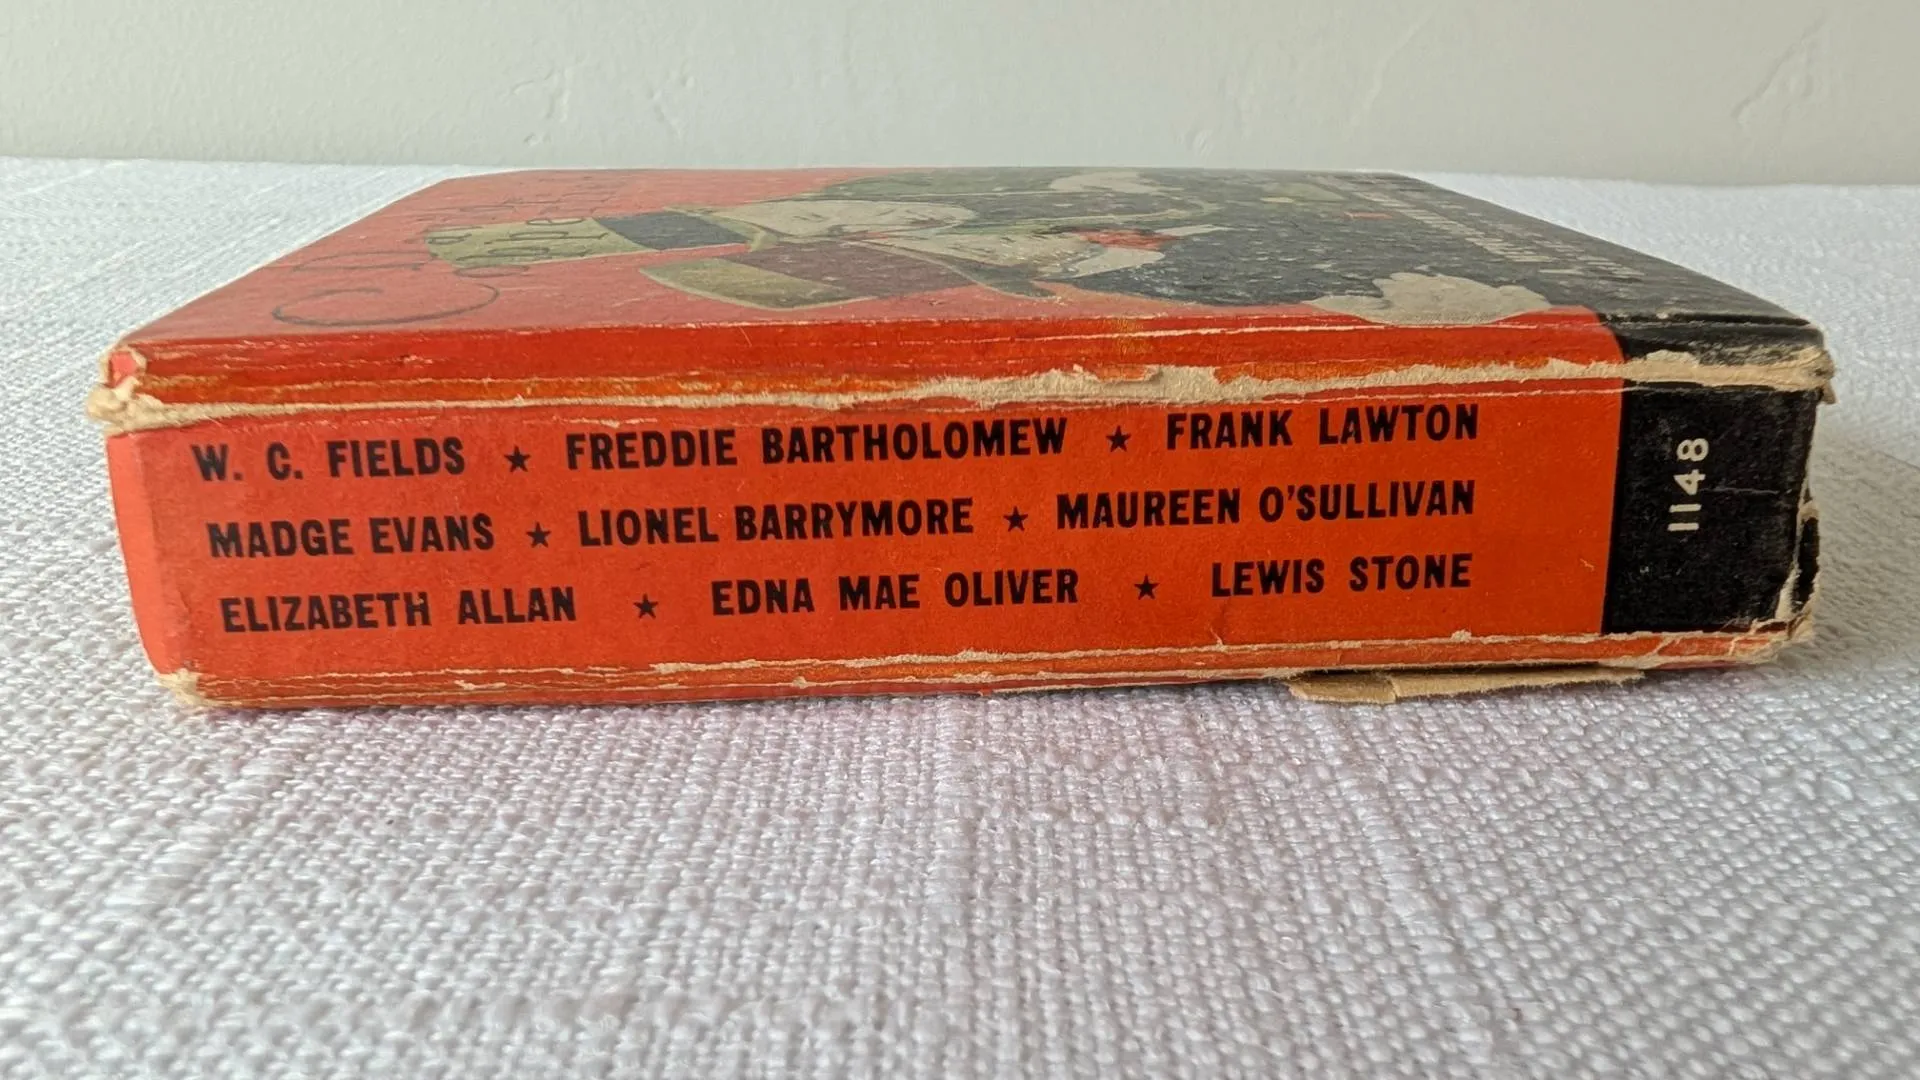 W. C. FIELDS ★ FREDDIE BARTHOLOMEW ★ FRANK LAWTON
MADGE EVANS ★ LIONEL BARRYMORE ★ MAUREEN O'SULLIVAN
ELIZABETH ALLAN ★ EDNA MAE OLIVER ★ LEWIS STONE
1148